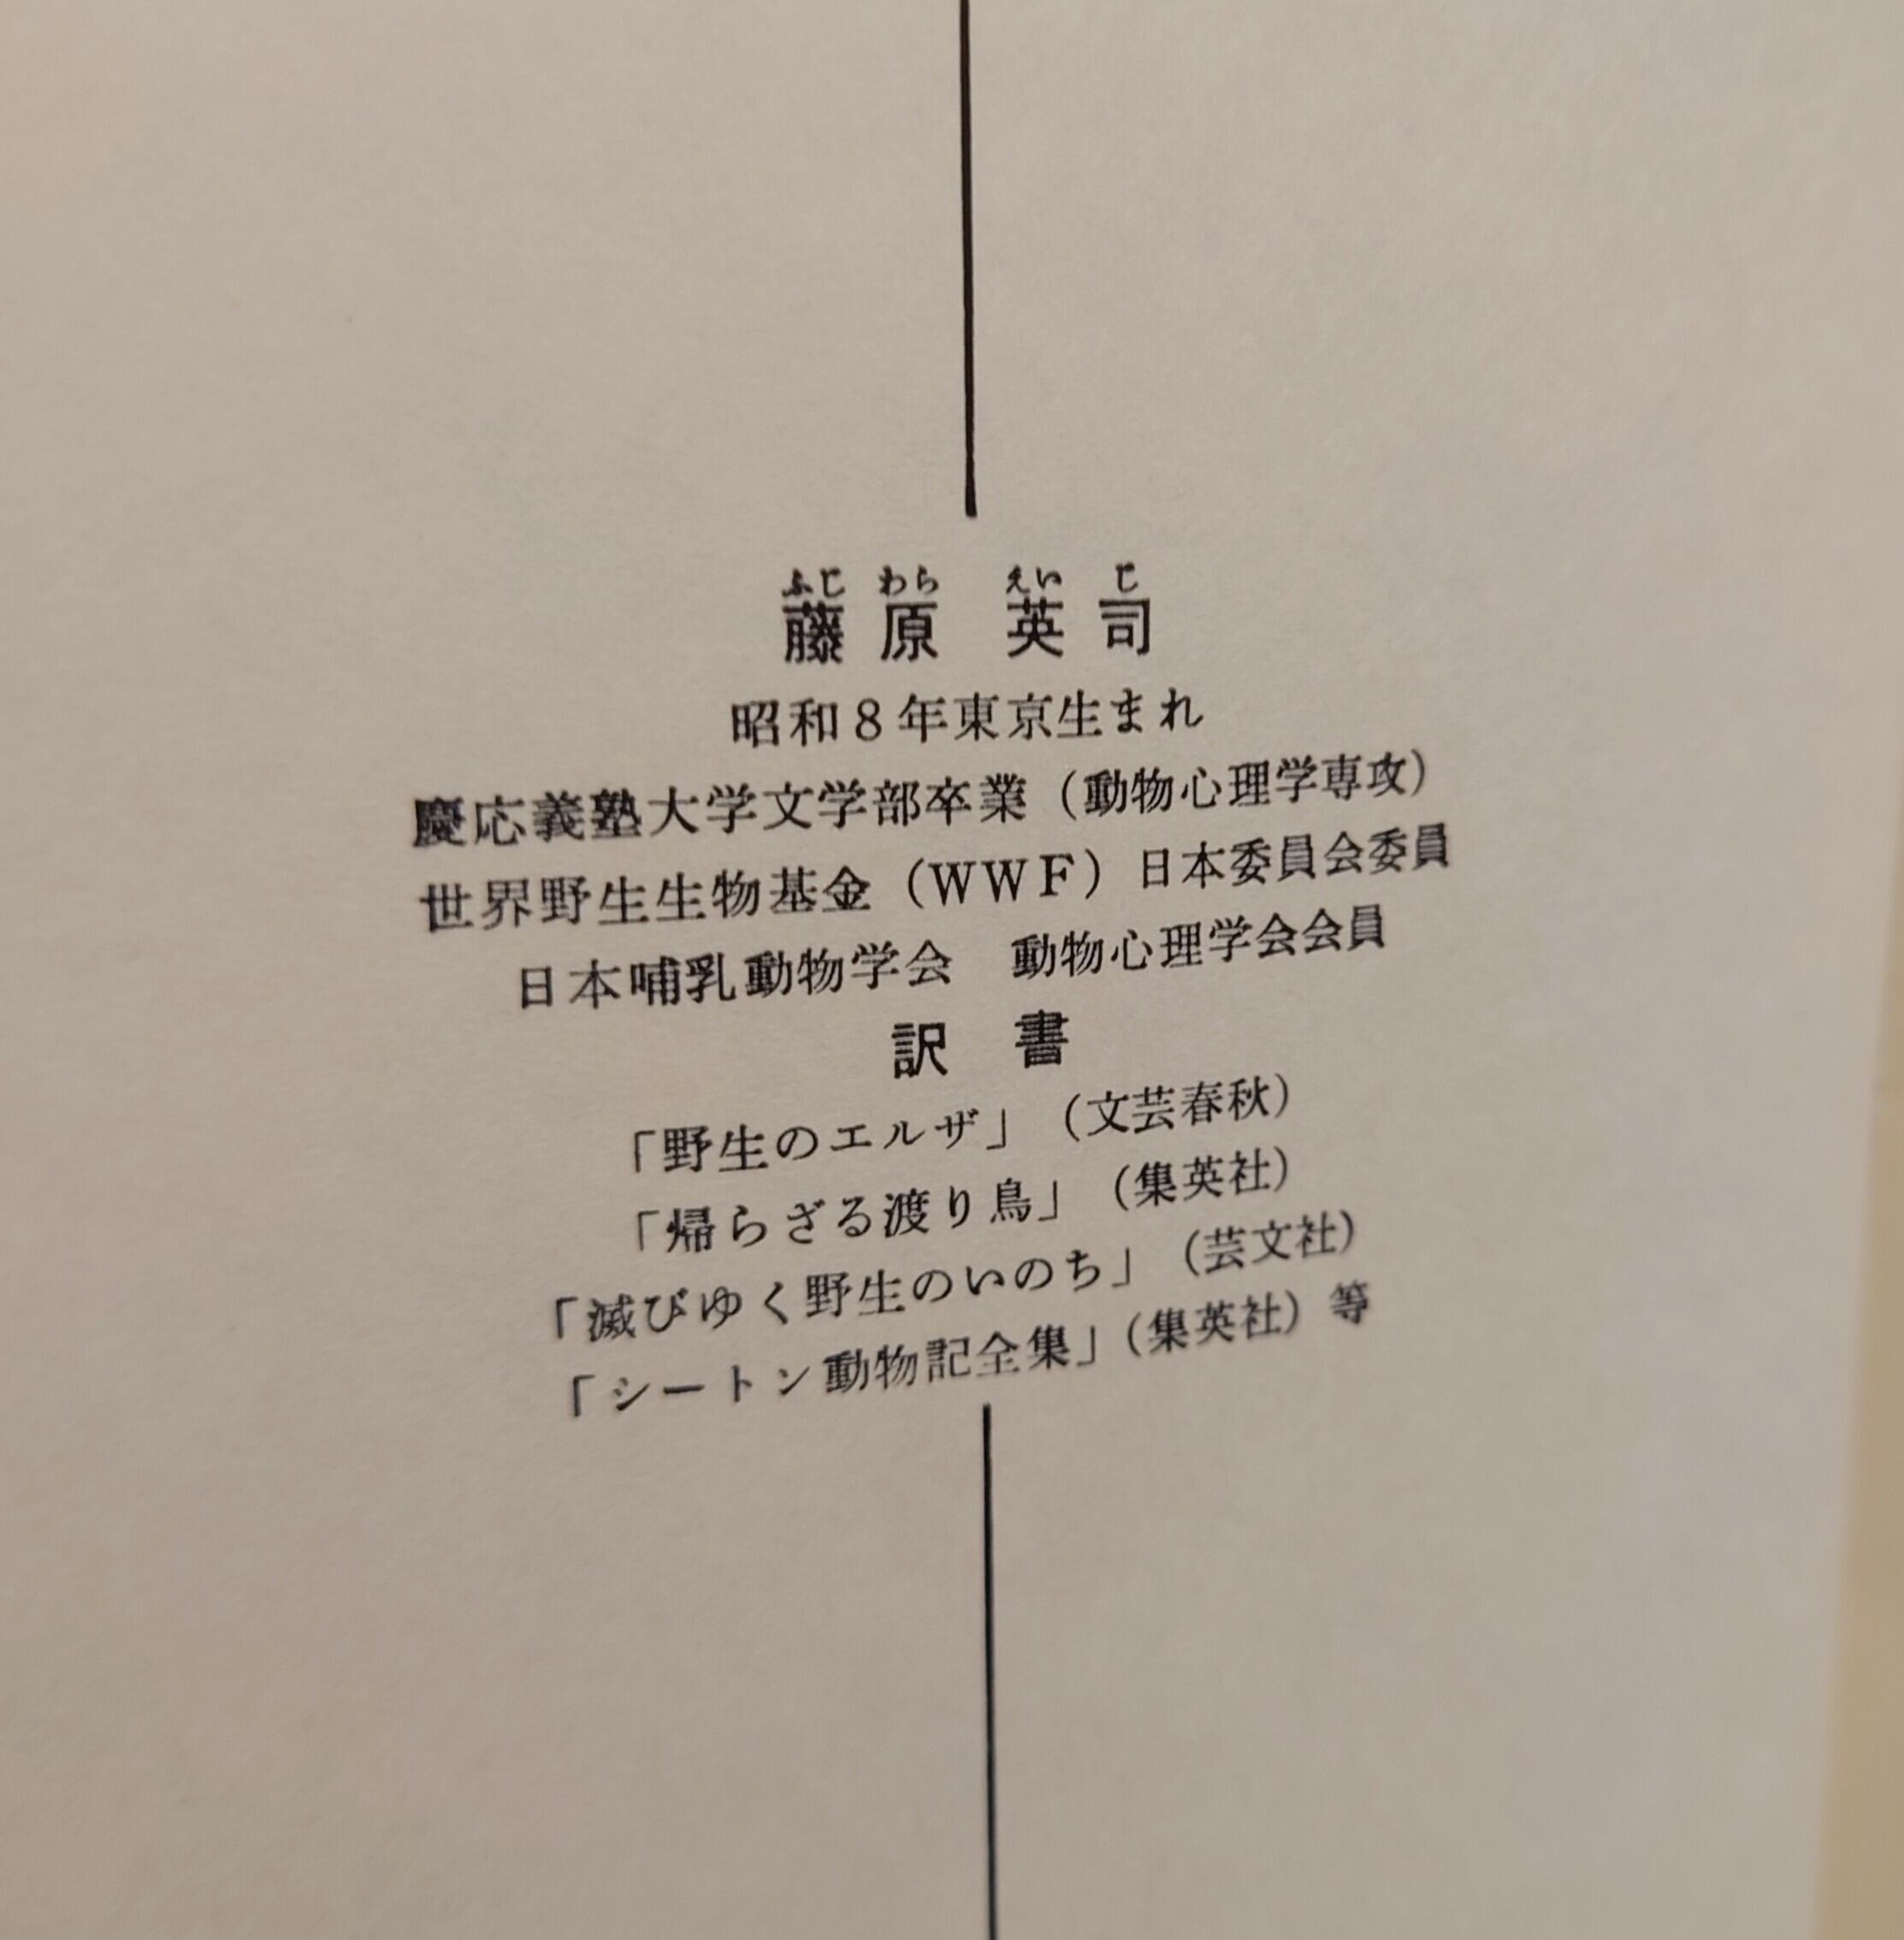 ふじ わら えい じ
藤原 英司
昭和8年東京生まれ
慶応義塾大学文学部卒業（動物心理学専攻）
世界野生生物基金（WWF）日本委員会委員
日本哺乳動物学会 動物心理学会会員
訳 書
「野生のエルザ」（文芸春秋）
「帰らざる渡り鳥」（集英社）
「滅びゆく野生のいのち」（芸文社）
「シートン動物記全集」（集英社）等